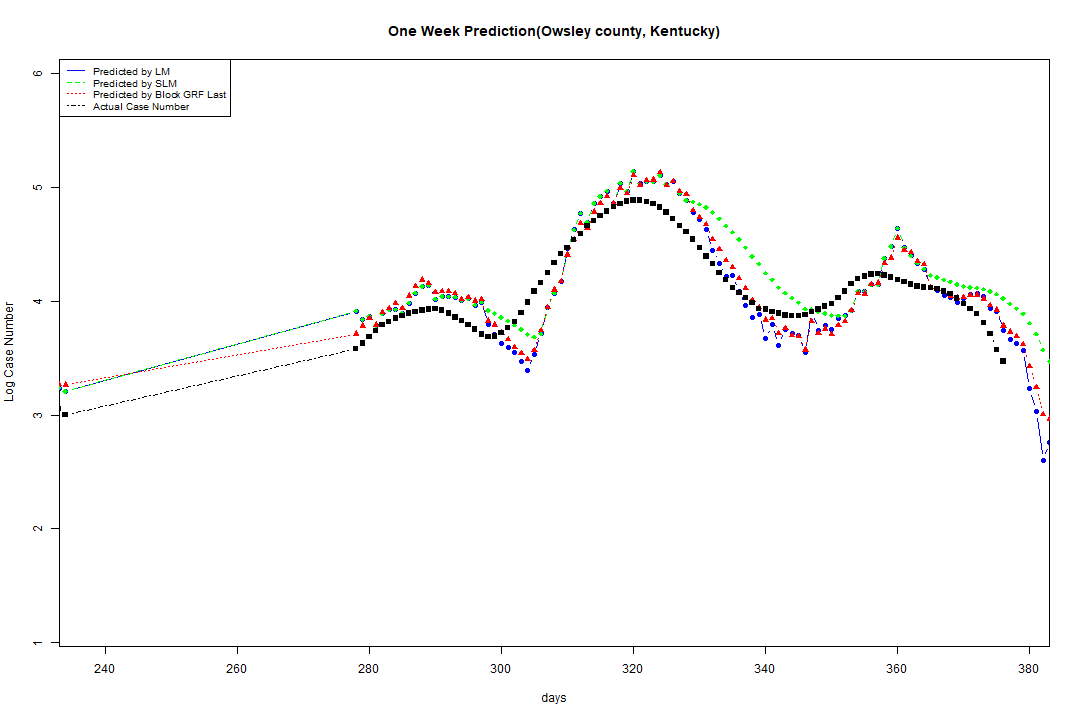 One Week Prediction(Owsley county, Kentucky)
Predicted by LM
Predicted by SLM
Predicted by Block GRF Last
Actual Case Number
Log Case Number
6
5
4
3
2
1
240 260 280 300 320 340 360 380
days